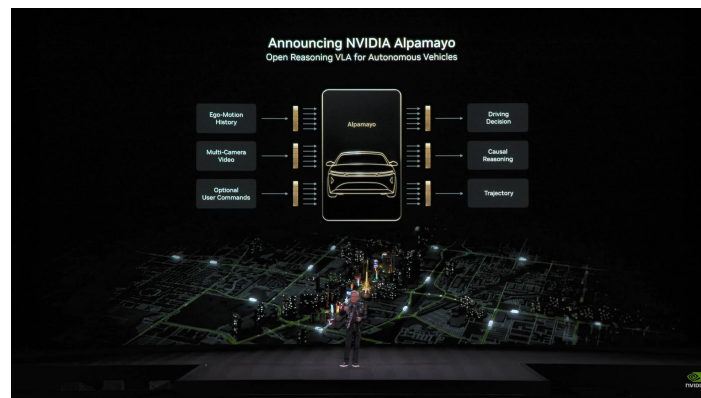 Announcing NVIDIA Alpamayo
Open Reasoning VLA for Autonomous Vehicles
Ego-Motion
History
Multi-Camera
Video
Optional
User Commands
Alpamayo
Driving
Decision
Causal
Reasoning
Trajectory
NVIDIA